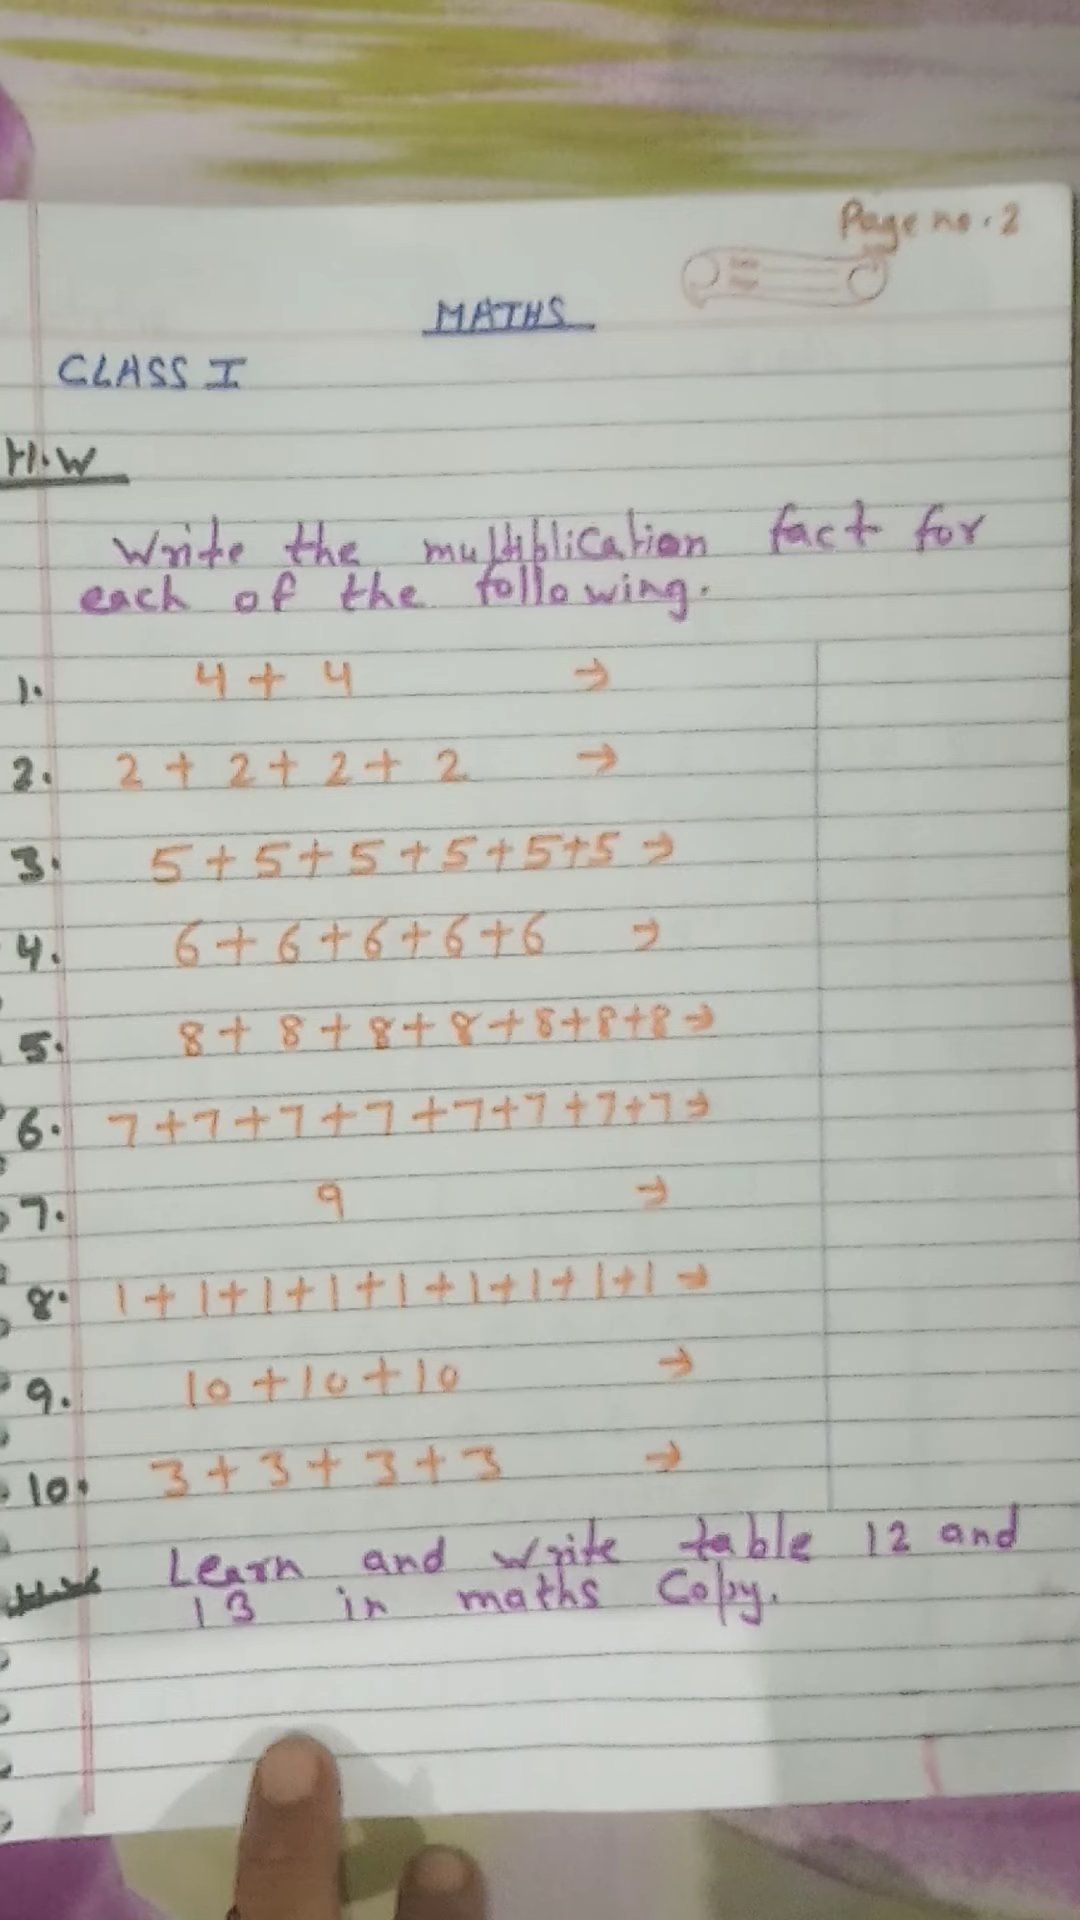 Page no. 2
MATHS
CLASS I
H.W
Write the multiplication fact for
each of the following.
1. 4 + 4 →
2. 2 + 2 + 2 + 2 →
3. 5 + 5 + 5 + 5 + 5 + 5 →
4. 6 + 6 + 6 + 6 + 6 →
5. 8 + 8 + 8 + 8 + 8 + 8 + 8 →
6. 7 + 7 + 7 + 7 + 7 + 7 + 7 + 7 →
7. 9 →
8. 1 + 1 + 1 + 1 + 1 + 1 + 1 + 1 + 1 →
9. 10 + 10 + 10 →
10. 3 + 3 + 3 + 3 →
H.W Learn and write table 12 and
13 in maths Copy.